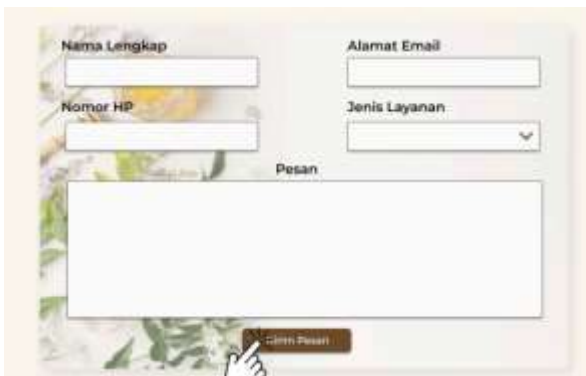 Nama Lengkap
Alamat Email
Nomor HP
Jenis Layanan
Pesan
Kirim Pesan